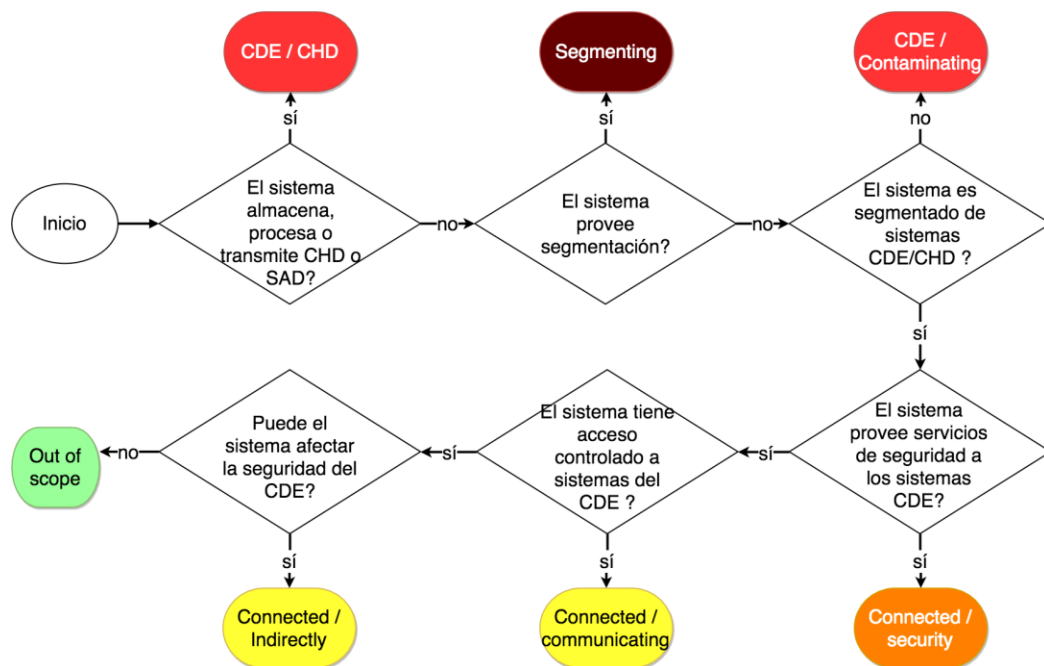 CDE / CHD
Segmenting
CDE /
Contaminating
sí
sí
no
Inicio
El sistema
almacena,
procesa o
transmite CHD o
SAD?
no
El sistema
provee
segmentación?
no
El sistema es
segmentado de
sistemas
CDE/CHD ?
sí
Out of
scope
no
Puede el
sistema afectar
la seguridad del
CDE?
sí
El sistema tiene
acceso
controlado a
sistemas del
CDE ?
sí
El sistema
provee servicios
de seguridad a
los sistemas
CDE?
sí
sí
sí
Connected /
Indirectly
Connected /
communicating
Connected /
security